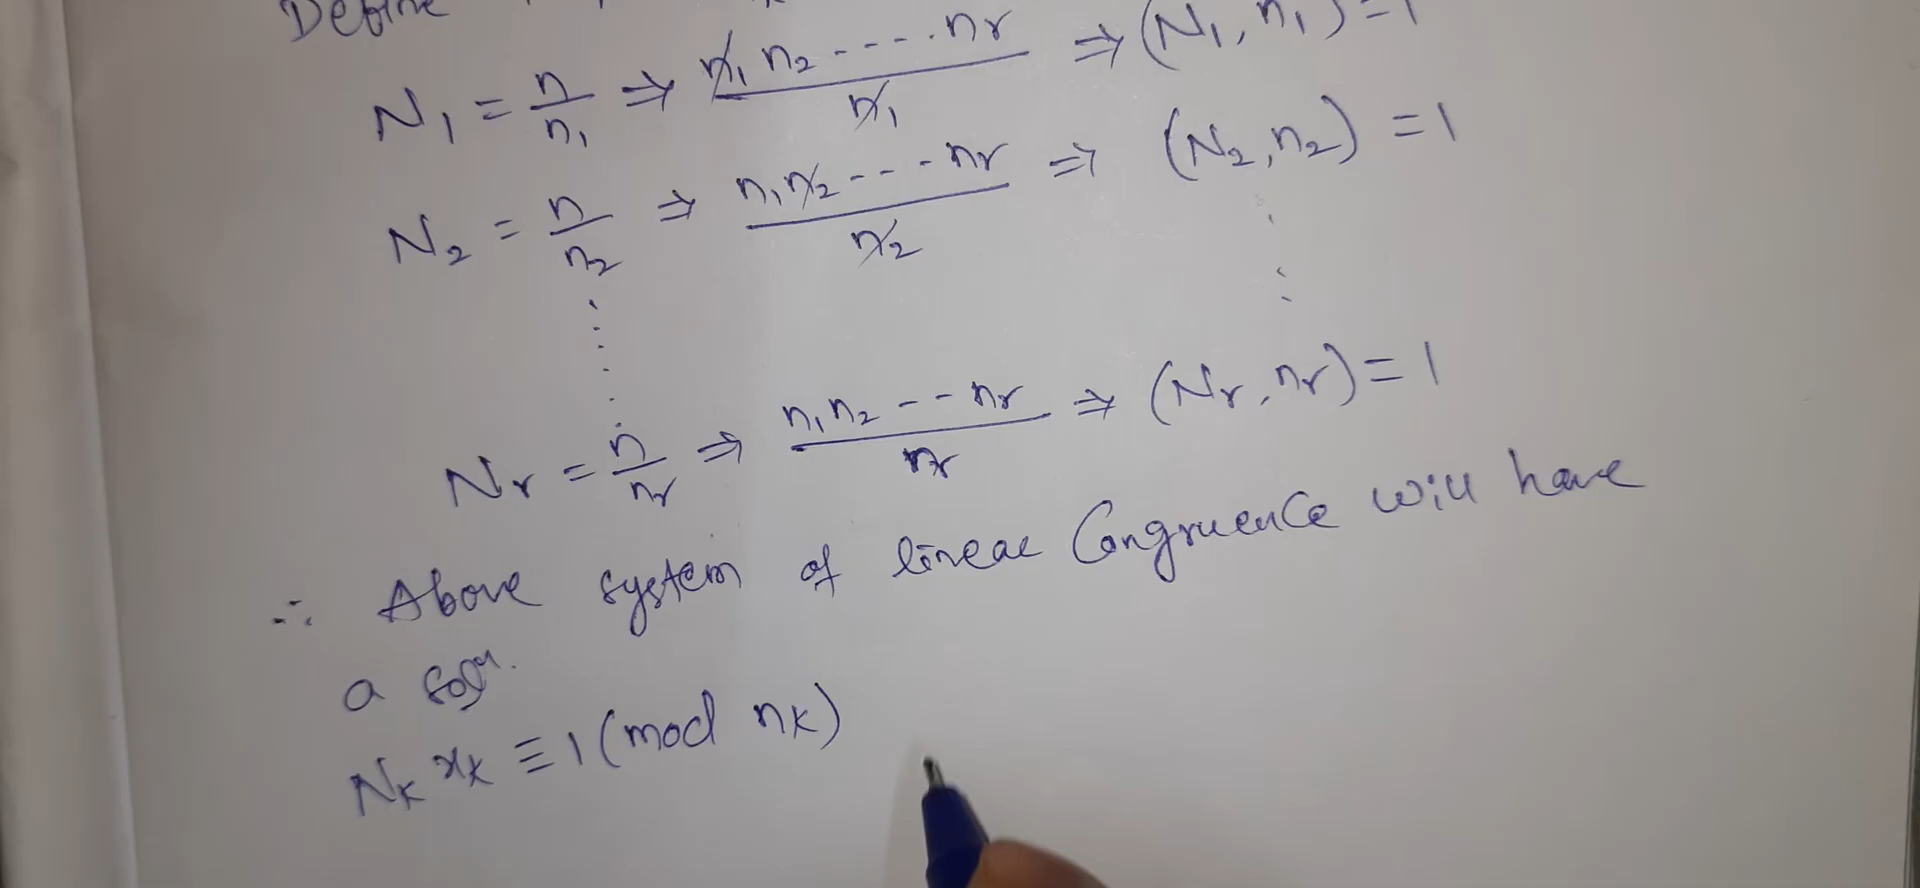 Define
N₁ = n/n₁ ⇒ n₁ n₂ ---- nr / n₁ ⇒ (N₁, n₁) = 1
N₂ = n/n₂ ⇒ n₁ n₂ --- nr / n₂ ⇒ (N₂, n₂) = 1
Nr = n/nr ⇒ n₁ n₂ -- nr / nr ⇒ (Nr, nr) = 1
∴ Above system of linear Congruence will have
a solⁿ.
Nₖ xₖ ≡ 1 (mod nₖ)